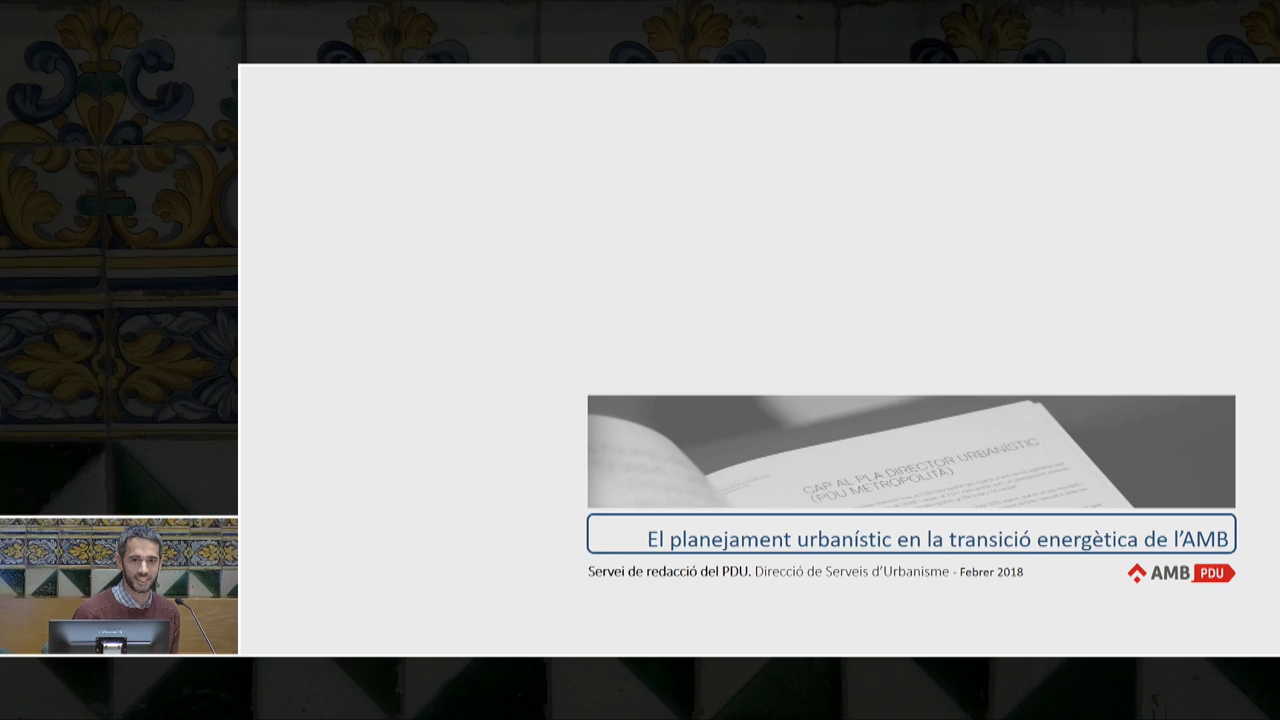 CAP AL PLA DIRECTOR URBANÍSTIC
(PDU METROPOLITÀ)
El planejament urbanístic en la transició energètica de l'AMB
Servei de redacció del PDU. Direcció de Serveis d'Urbanisme - Febrer 2018
AMB PDU